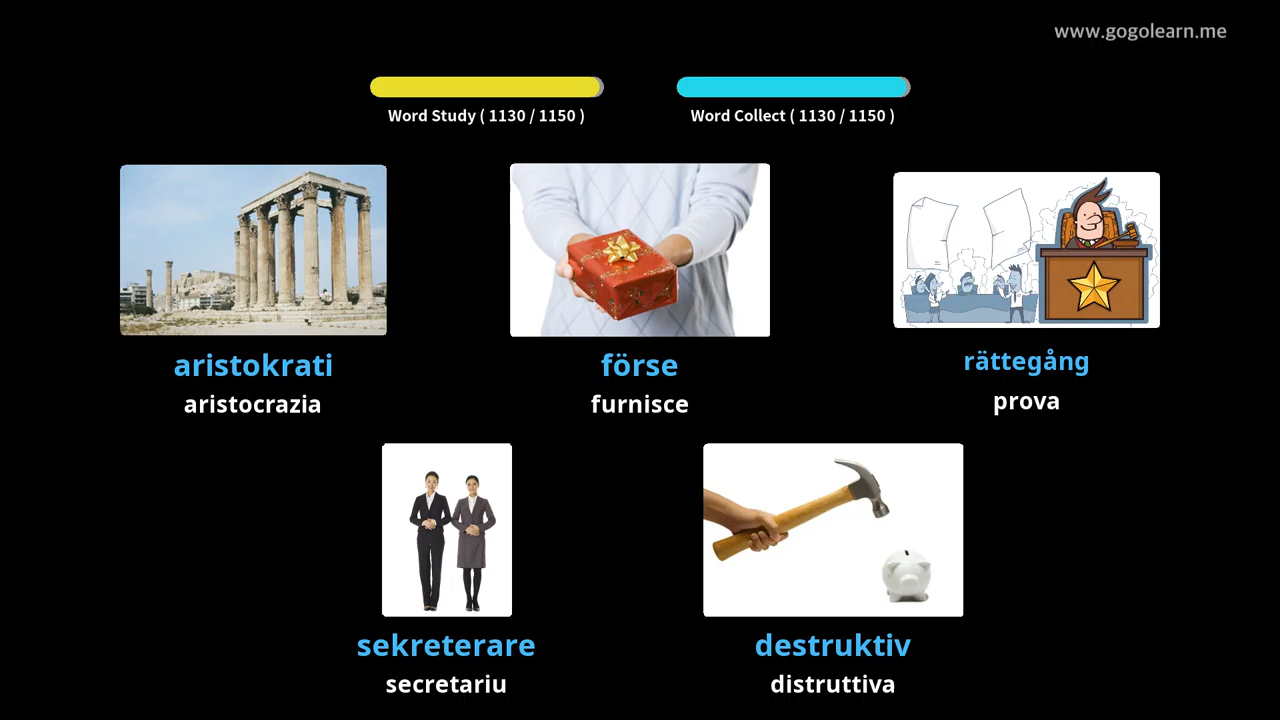 www.gogolearn.me
Word Study ( 1130 / 1150 )
Word Collect ( 1130 / 1150 )
aristokrati
aristocrazia
förse
furnisce
rättegång
prova
sekreterare
secretariu
destruktiv
distruttiva